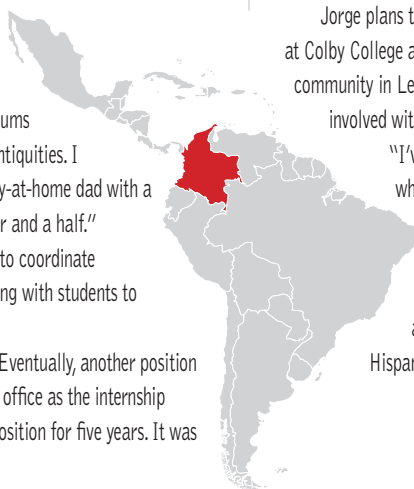 ums
ntiquities. I
y-at-home dad with a
r and a half."
to coordinate
ng with students to
Eventually, another position
office as the internship
osition for five years. It was
Jorge plans t
at Colby College a
community in Le
involved wit
"I'v
wh
a
Hispar